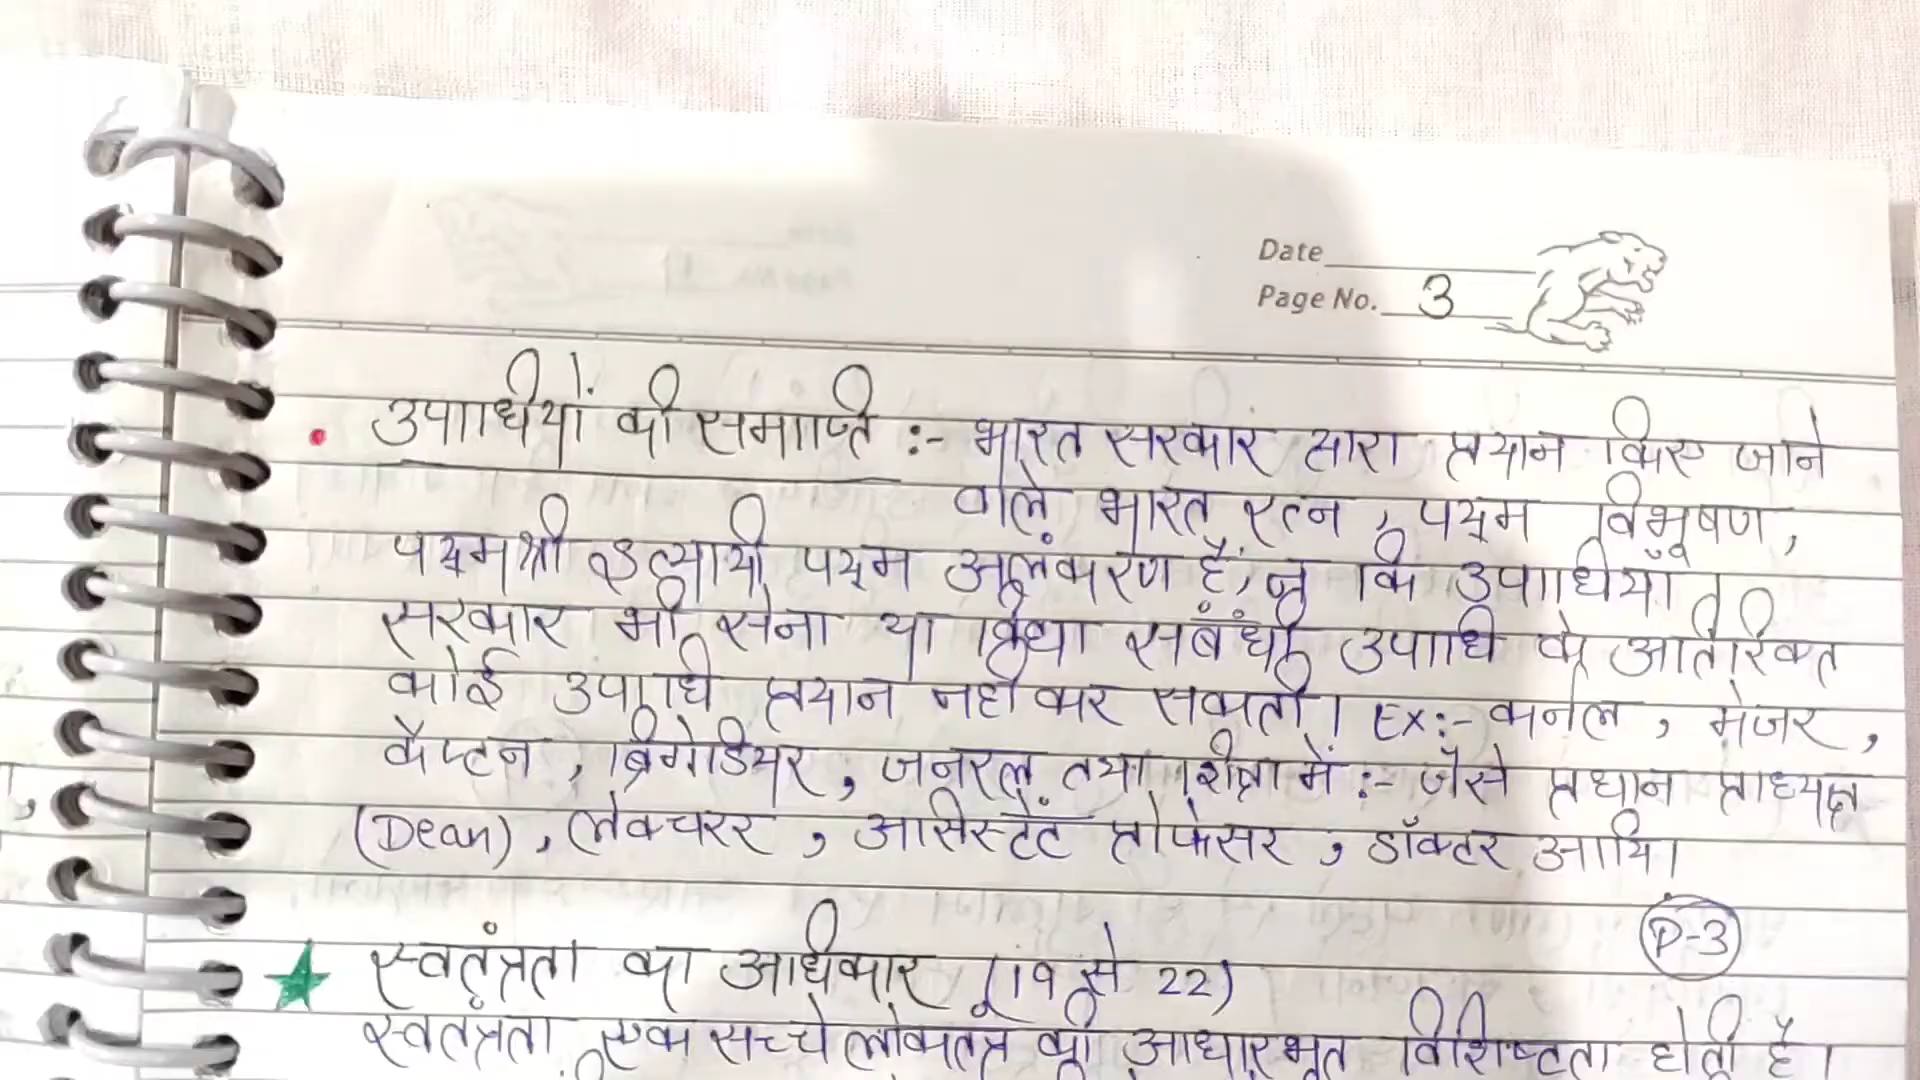 Date
Page No. 3
• उपाधियों की समाप्ति :- भारत सरकार द्वारा प्रदान किए जाने
वाले भारत रत्न, पद्म विभूषण,
पद्मश्री इत्यादी पद्म अलंकरण हैं, न कि उपाधियाँ।
सरकार भी सेना या विद्या संबंधी उपाधि के अतिरिक्त
कोई उपाधि प्रदान नहीं कर सकती। Ex:- कर्नल, मेजर,
कैप्टन, ब्रिगेडियर, जनरल तथा शिक्षा में :- जैसे प्रधान प्राध्यक्ष
(Dean), लेक्चरर, आसिस्टेंट प्रोफेसर, डॉक्टर आदि।
P-3
★ स्वतंत्रता का अधिकार (19 से 22)
स्वतंत्रता एक सच्चे लोकतंत्र की आधारभूत विशिष्टता होती है।